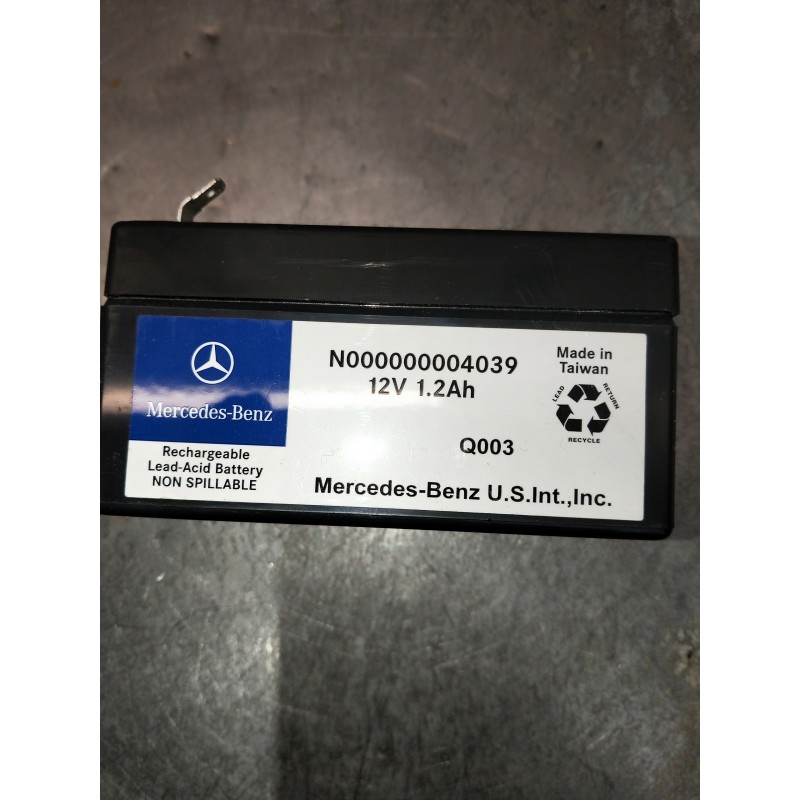 Mercedes-Benz
Rechargeable
Lead-Acid Battery
NON SPILLABLE
N000000004039
12V 1.2Ah
Q003
Mercedes-Benz U.S.Int.,Inc.
Made in
Taiwan
LEAD
RETURN
RECYCLE